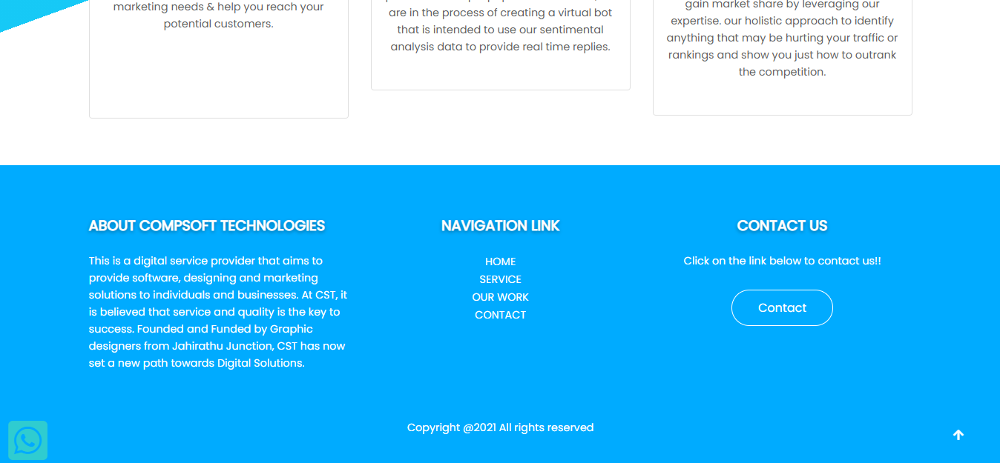 marketing needs & help you reach your
potential customers.
are in the process of creating a virtual bot
that is intended to use our sentimental
analysis data to provide real time replies.
gain market share by leveraging our
expertise. our holistic approach to identify
anything that may be hurting your traffic or
rankings and show you just how to outrank
the competition.
ABOUT COMPSOFT TECHNOLOGIES
This is a digital service provider that aims to
provide software, designing and marketing
solutions to individuals and businesses. At CST, it
is believed that service and quality is the key to
success. Founded and Funded by Graphic
designers from Jahirathu Junction, CST has now
set a new path towards Digital Solutions.
NAVIGATION LINK
HOME
SERVICE
OUR WORK
CONTACT
CONTACT US
Click on the link below to contact us!!
Contact
Copyright @2021 All rights reserved